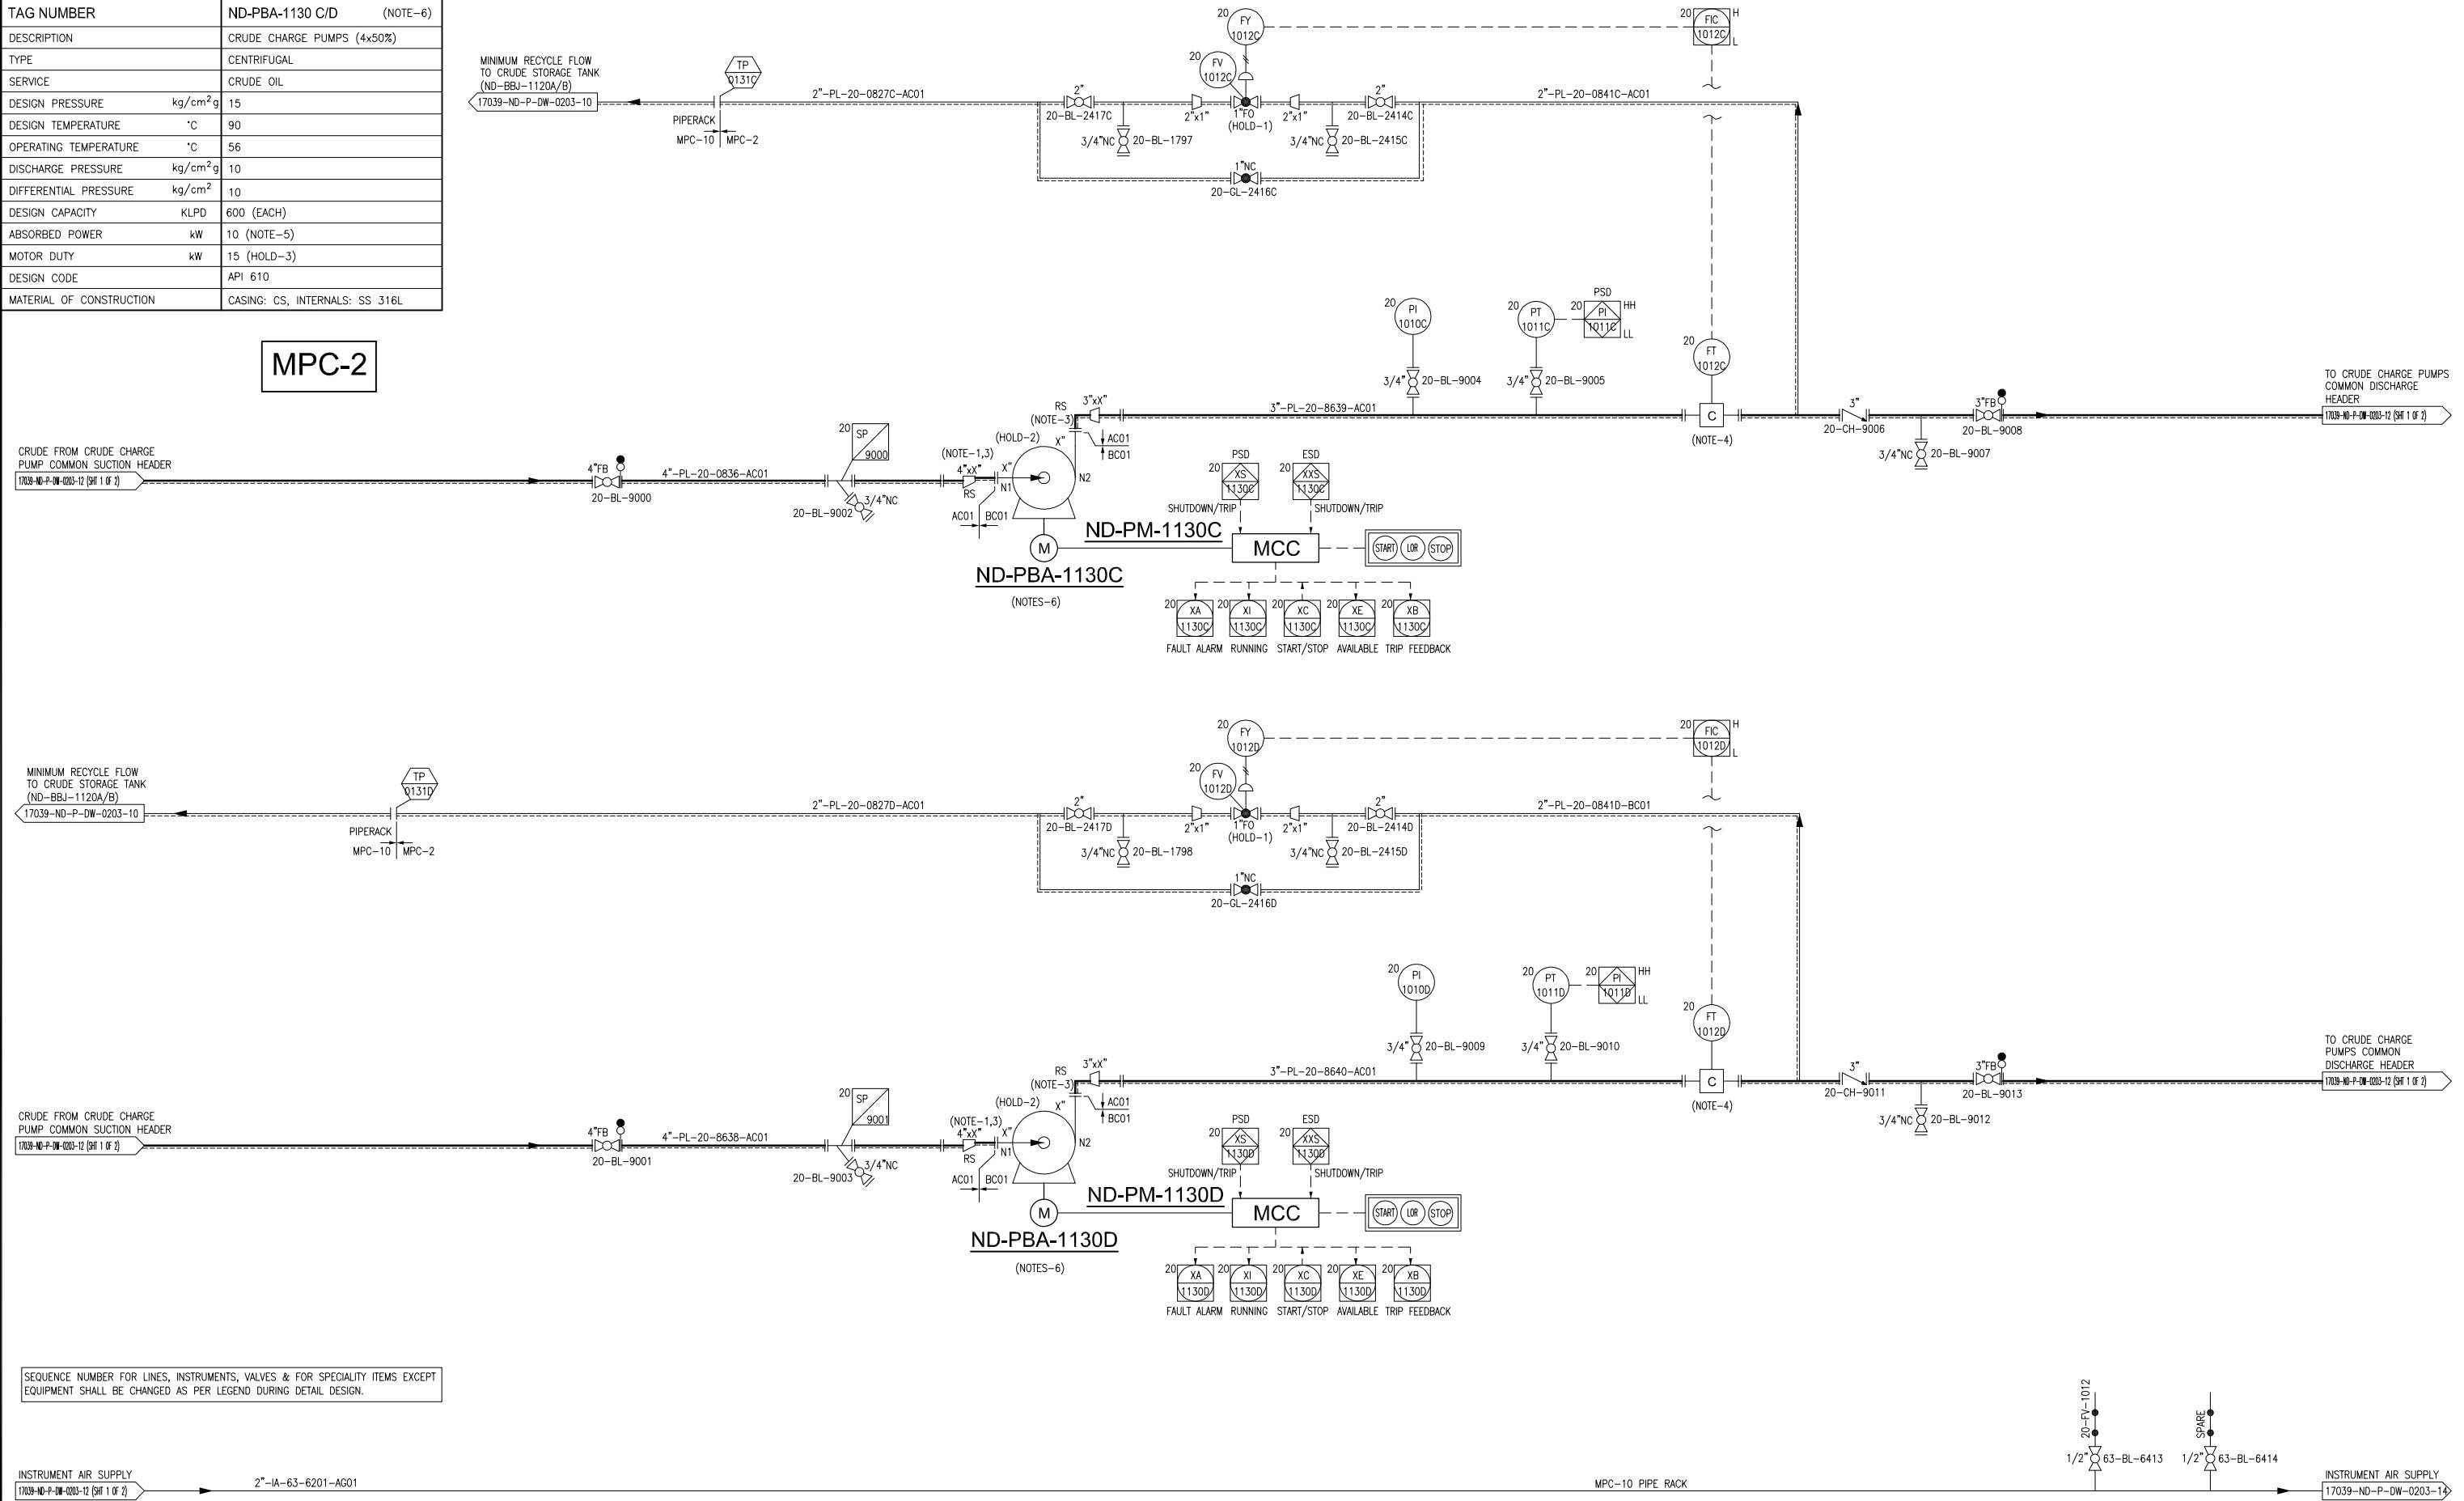 TAG NUMBER ND-PBA-1130 C/D (NOTE-6)
DESCRIPTION CRUDE CHARGE PUMPS (4x50%)
TYPE CENTRIFUGAL
SERVICE CRUDE OIL
DESIGN PRESSURE kg/cm²g 15
DESIGN TEMPERATURE °C 90
OPERATING TEMPERATURE °C 56
DISCHARGE PRESSURE kg/cm²g 10
DIFFERENTIAL PRESSURE kg/cm² 10
DESIGN CAPACITY KLPD 600 (EACH)
ABSORBED POWER kW 10 (NOTE-5)
MOTOR DUTY kW 15 (HOLD-3)
DESIGN CODE API 610
MATERIAL OF CONSTRUCTION CASING: CS, INTERNALS: SS 316L
MPC-2
MINIMUM RECYCLE FLOW
TO CRUDE STORAGE TANK
(ND-BBJ-1120A/B)
17039-ND-P-DW-0203-10
TP
0131C
PIPERACK
MPC-10 MPC-2
2"-PL-20-0827C-AC01
2"
20-BL-2417C
3/4"NC 20-BL-1797
2"x1"
20 FY
1012C
20 FV
1012C
1"FO
(HOLD-1)
2"x1"
3/4"NC 20-BL-2415C
2"
20-BL-2414C
1"NC
20-GL-2416C
2"-PL-20-0841C-AC01
20 FIC H
1012C L
20 PI
1010C
3/4" 20-BL-9004
20 PT
1011C
3/4" 20-BL-9005
PSD
20 PI HH
1011C LL
20 FT
1012C
C
(NOTE-4)
CRUDE FROM CRUDE CHARGE
PUMP COMMON SUCTION HEADER
17039-ND-P-DW-0203-12 (SHT 1 OF 2)
4"FB
20-BL-9000
4"-PL-20-0836-AC01
20 SP
9000
3/4"NC
20-BL-9002
(NOTE-1,3)
4"xX" X"
RS N1
AC01 BC01
(HOLD-2)
X"
N2
RS
(NOTE-3)
3"xX"
AC01
BC01
3"-PL-20-8639-AC01
3"
20-CH-9006
3/4"NC 20-BL-9007
3"FB
20-BL-9008
TO CRUDE CHARGE PUMPS
COMMON DISCHARGE
HEADER
17039-ND-P-DW-0203-12 (SHT 1 OF 2)
M
ND-PM-1130C
ND-PBA-1130C
(NOTES-6)
PSD
20 XS
1130C
SHUTDOWN/TRIP
ESD
20 XXS
1130C
SHUTDOWN/TRIP
MCC
START LOR STOP
20 XA 20 XI 20 XC 20 XE 20 XB
1130C 1130C 1130C 1130C 1130C
FAULT ALARM RUNNING START/STOP AVAILABLE TRIP FEEDBACK
MINIMUM RECYCLE FLOW
TO CRUDE STORAGE TANK
(ND-BBJ-1120A/B)
17039-ND-P-DW-0203-10
TP
0131D
PIPERACK
MPC-10 MPC-2
2"-PL-20-0827D-AC01
2"
20-BL-2417D
3/4"NC 20-BL-1798
2"x1"
20 FY
1012D
20 FV
1012D
1"FO
(HOLD-1)
2"x1"
3/4"NC 20-BL-2415D
2"
20-BL-2414D
1"NC
20-GL-2416D
2"-PL-20-0841D-BC01
20 FIC H
1012D L
20 PI
1010D
3/4" 20-BL-9009
20 PT
1011D
3/4" 20-BL-9010
20 PI HH
1011D LL
20 FT
1012D
C
(NOTE-4)
CRUDE FROM CRUDE CHARGE
PUMP COMMON SUCTION HEADER
17039-ND-P-DW-0203-12 (SHT 1 OF 2)
4"FB
20-BL-9001
4"-PL-20-8638-AC01
20 SP
9001
3/4"NC
20-BL-9003
(NOTE-1,3)
4"xX" X"
RS N1
AC01 BC01
(HOLD-2)
X"
N2
RS
(NOTE-3)
3"xX"
AC01
BC01
3"-PL-20-8640-AC01
3"
20-CH-9011
3/4"NC 20-BL-9012
3"FB
20-BL-9013
TO CRUDE CHARGE
PUMPS COMMON
DISCHARGE HEADER
17039-ND-P-DW-0203-12 (SHT 1 OF 2)
M
ND-PM-1130D
ND-PBA-1130D
(NOTES-6)
PSD
20 XS
1130D
SHUTDOWN/TRIP
ESD
20 XXS
1130D
SHUTDOWN/TRIP
MCC
START LOR STOP
20 XA 20 XI 20 XC 20 XE 20 XB
1130D 1130D 1130D 1130D 1130D
FAULT ALARM RUNNING START/STOP AVAILABLE TRIP FEEDBACK
SEQUENCE NUMBER FOR LINES, INSTRUMENTS, VALVES & FOR SPECIALITY ITEMS EXCEPT
EQUIPMENT SHALL BE CHANGED AS PER LEGEND DURING DETAIL DESIGN.
INSTRUMENT AIR SUPPLY
17039-ND-P-DW-0203-12 (SHT 1 OF 2)
2"-IA-63-6201-AG01
MPC-10 PIPE RACK
20-FV-1012
1/2" 63-BL-6413
SPARE
1/2" 63-BL-6414
INSTRUMENT AIR SUPPLY
17039-ND-P-DW-0203-14